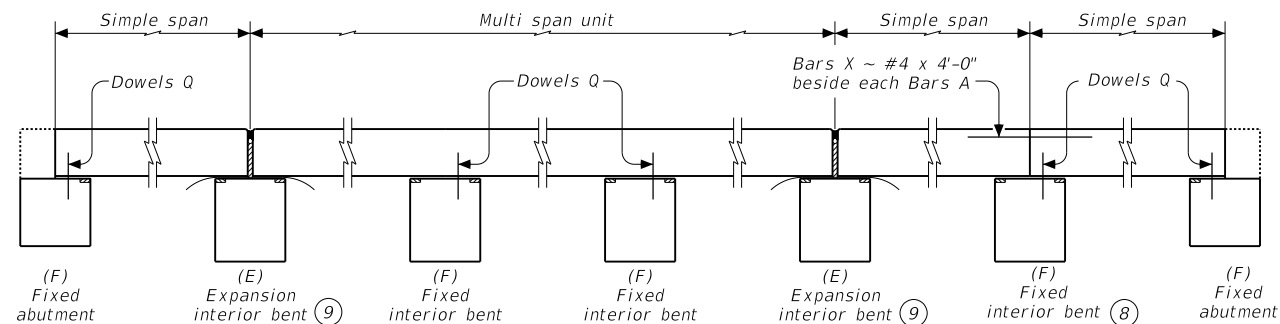 Simple span
Multi span unit
Simple span
Simple span
Bars X ~ #4 x 4'-0"
beside each Bars A
Dowels Q
Dowels Q
Dowels Q
(F)
Fixed
abutment
(E)
Expansion
interior bent 9
(F)
Fixed
interior bent
(F)
Fixed
interior bent
(E)
Expansion
interior bent 9
(F)
Fixed
interior bent 8
(F)
Fixed
abutment